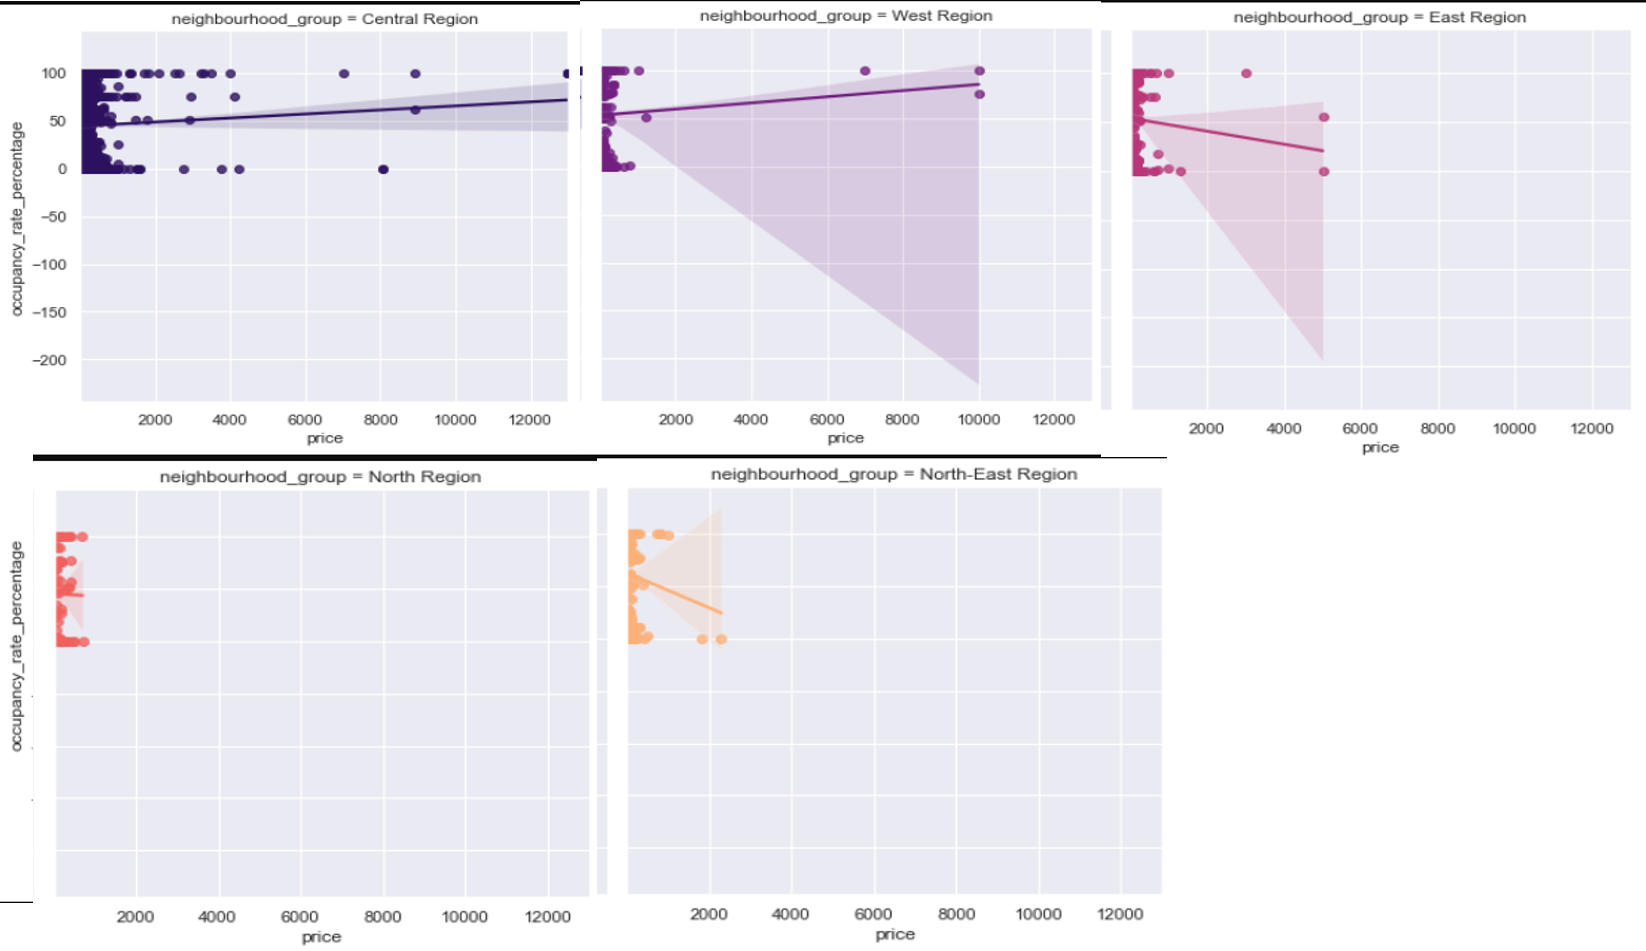 neighbourhood_group = Central Region
neighbourhood_group = West Region
neighbourhood_group = East Region
occupancy_rate_percentage
100
50
0
−50
−100
−150
−200
2000 4000 6000 8000 10000 12000
price
2000 4000 6000 8000 10000 12000
price
2000 4000 6000 8000 10000 12000
price
neighbourhood_group = North Region
neighbourhood_group = North-East Region
occupancy_rate_percentage
2000 4000 6000 8000 10000 12000
price
2000 4000 6000 8000 10000 12000
price